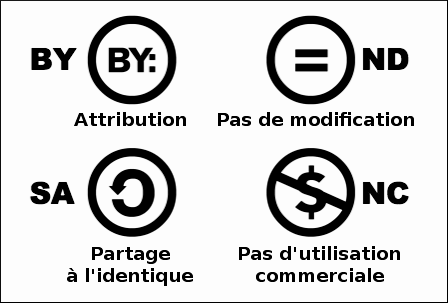 BY BY: = ND
Attribution Pas de modification
SA $ NC
Partage Pas d'utilisation
à l'identique commerciale